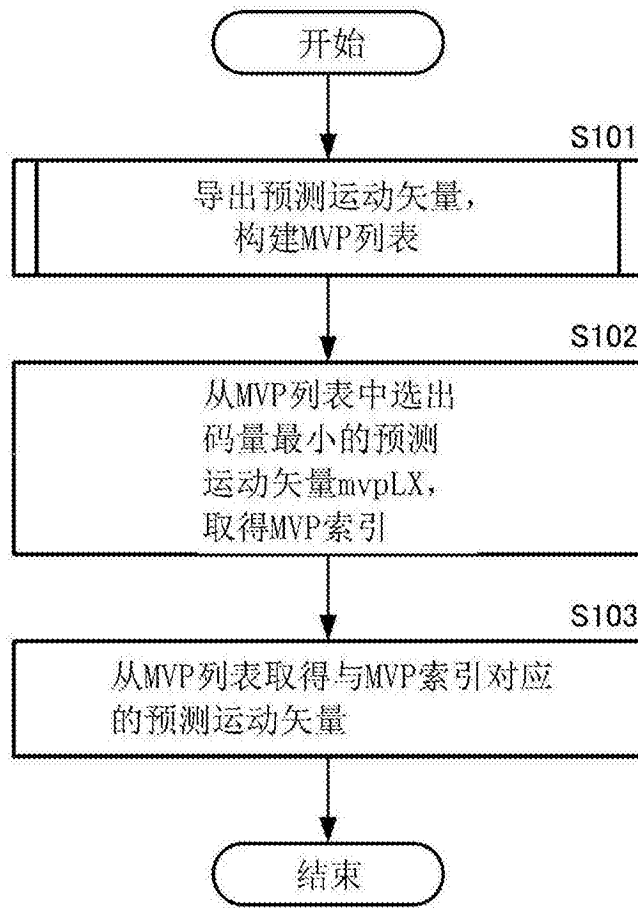 开始
S101
导出预测运动矢量，
构建MVP列表
S102
从MVP列表中选出
码量最小的预测
运动矢量mvpLX，
取得MVP索引
S103
从MVP列表取得与MVP索引对应
的预测运动矢量
结束